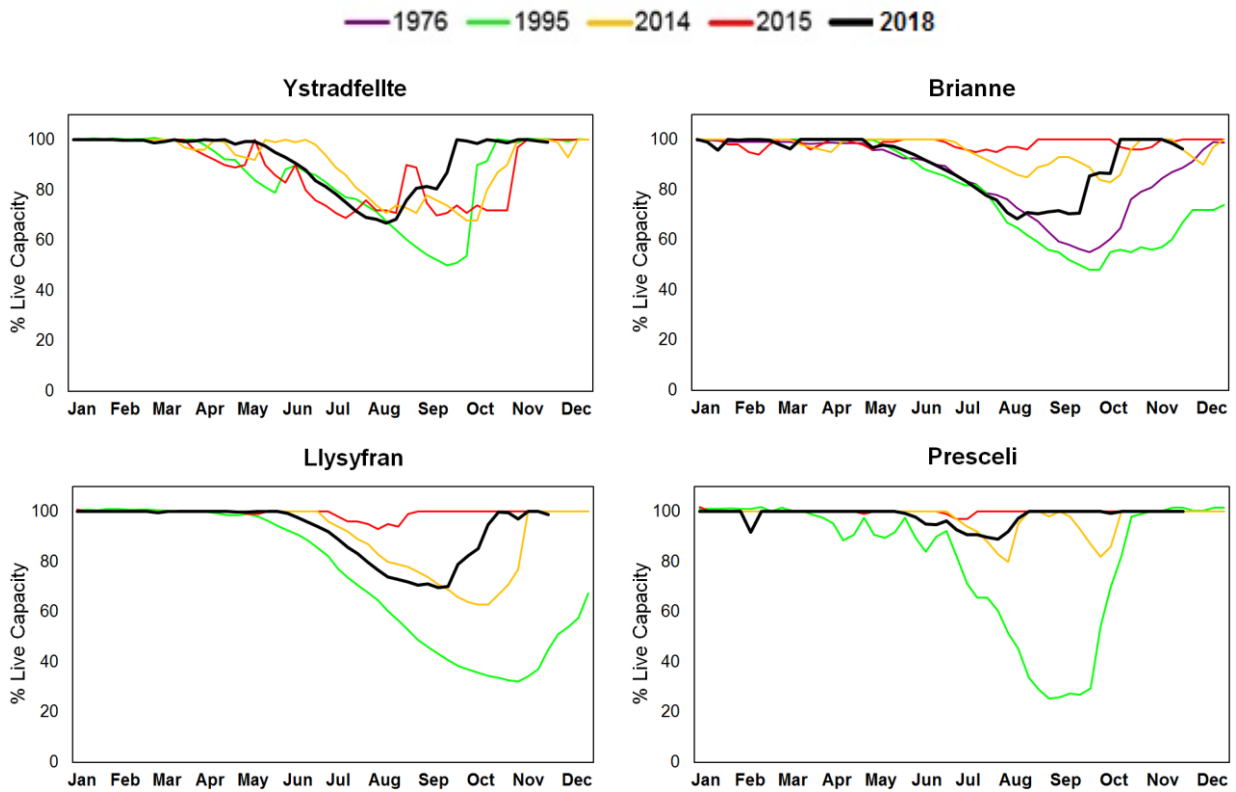 1976 1995 2014 2015 2018
Ystradfellte
% Live Capacity
100
80
60
40
20
0
Jan Feb Mar Apr May Jun Jul Aug Sep Oct Nov Dec
Brianne
% Live Capacity
100
80
60
40
20
0
Jan Feb Mar Apr May Jun Jul Aug Sep Oct Nov Dec
Llysyfran
% Live Capacity
100
80
60
40
20
0
Jan Feb Mar Apr May Jun Jul Aug Sep Oct Nov Dec
Presceli
% Live Capacity
100
80
60
40
20
0
Jan Feb Mar Apr May Jun Jul Aug Sep Oct Nov Dec